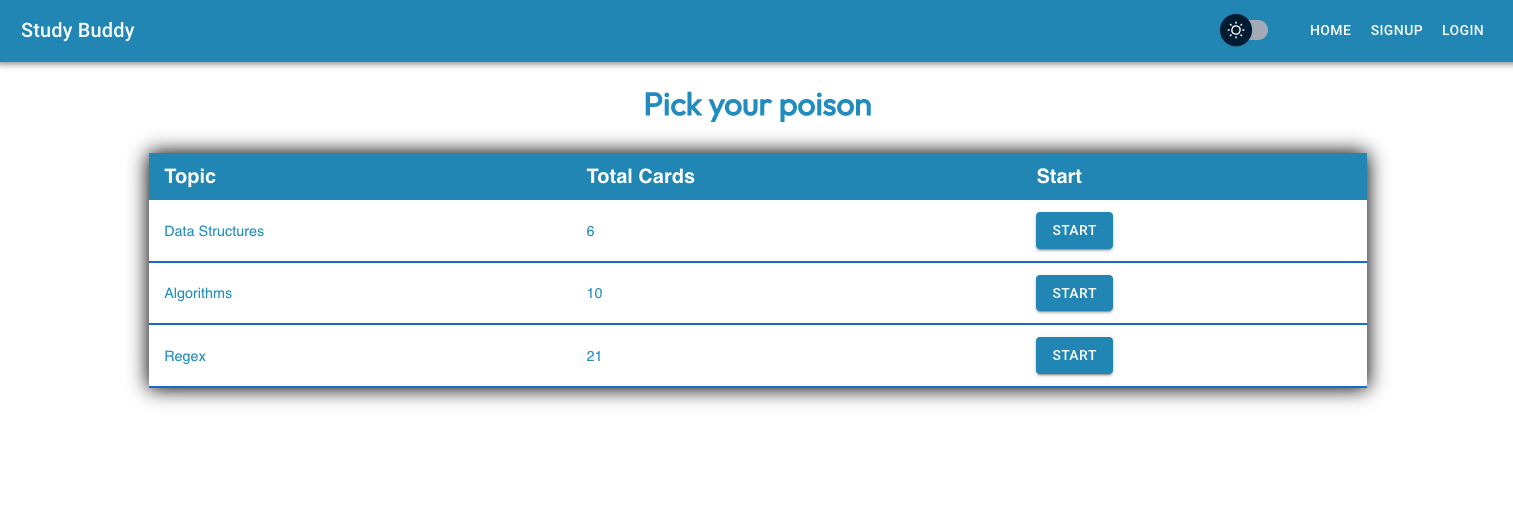 Study Buddy HOME SIGNUP LOGIN
Pick your poison
Topic Total Cards Start
Data Structures 6 START
Algorithms 10 START
Regex 21 START